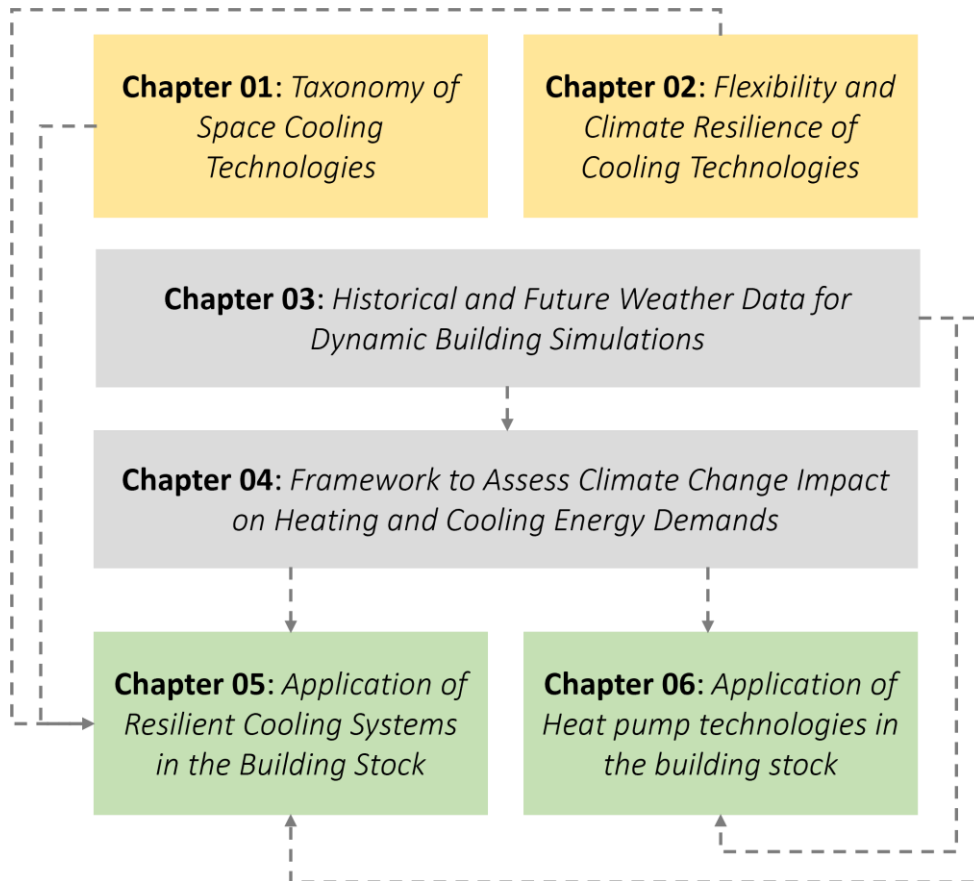 Chapter 01: Taxonomy of
Space Cooling
Technologies
Chapter 02: Flexibility and
Climate Resilience of
Cooling Technologies
Chapter 03: Historical and Future Weather Data for
Dynamic Building Simulations
Chapter 04: Framework to Assess Climate Change Impact
on Heating and Cooling Energy Demands
Chapter 05: Application of
Resilient Cooling Systems
in the Building Stock
Chapter 06: Application of
Heat pump technologies in
the building stock